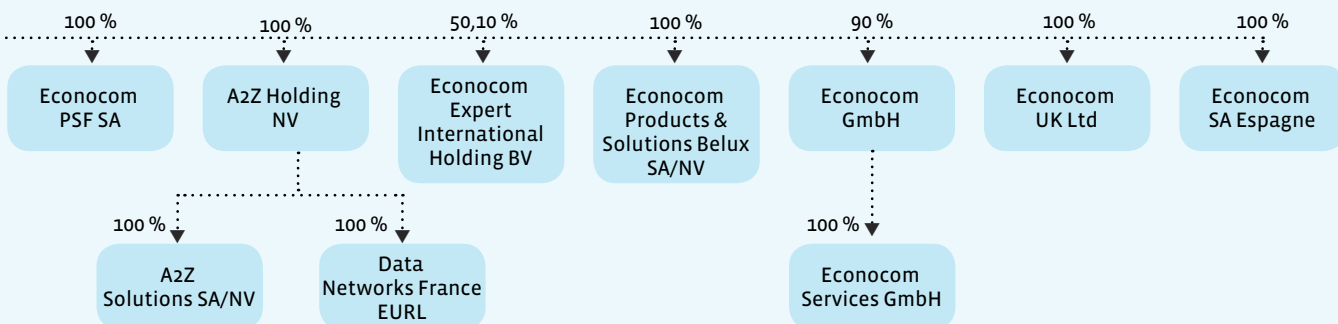 100 %
100 %
50,10 %
100 %
90 %
100 %
100 %
Econocom
PSF SA
A2Z Holding
NV
Econocom
Expert
International
Holding BV
Econocom
Products &
Solutions Belux
SA/NV
Econocom
GmbH
Econocom
UK Ltd
Econocom
SA Espagne
100 %
100 %
100 %
A2Z
Solutions SA/NV
Data
Networks France
EURL
Econocom
Services GmbH